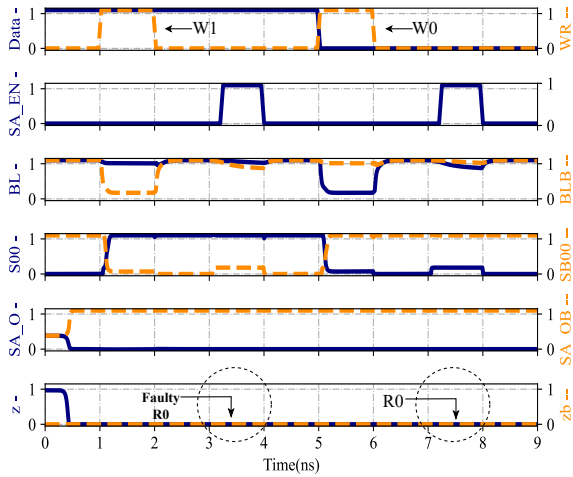 Data -
1
0
W1
W0
1
0
WR --
SA_EN -
1
0
1
0
BL -
1
0
1
0
BLB --
S00 -
1
0
1
0
SB00 --
SA_O -
1
0
1
0
SA_OB --
z -
1
0
Faulty
R0
R0
1
0
zb --
0 1 2 3 4 5 6 7 8 9
Time(ns)